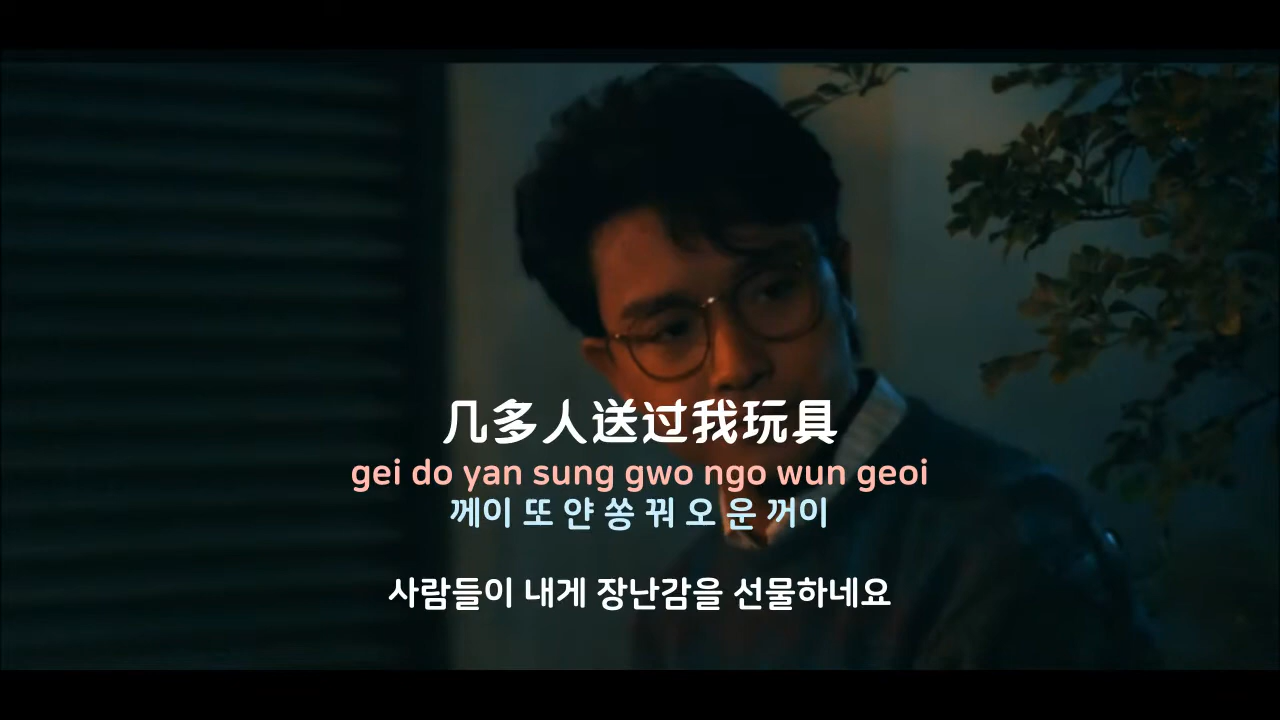 几多人送过我玩具
gei do yan sung gwo ngo wun geoi
께이 또 얀 쏭 꿔 오 운 꺼이
사람들이 내게 장난감을 선물하네요